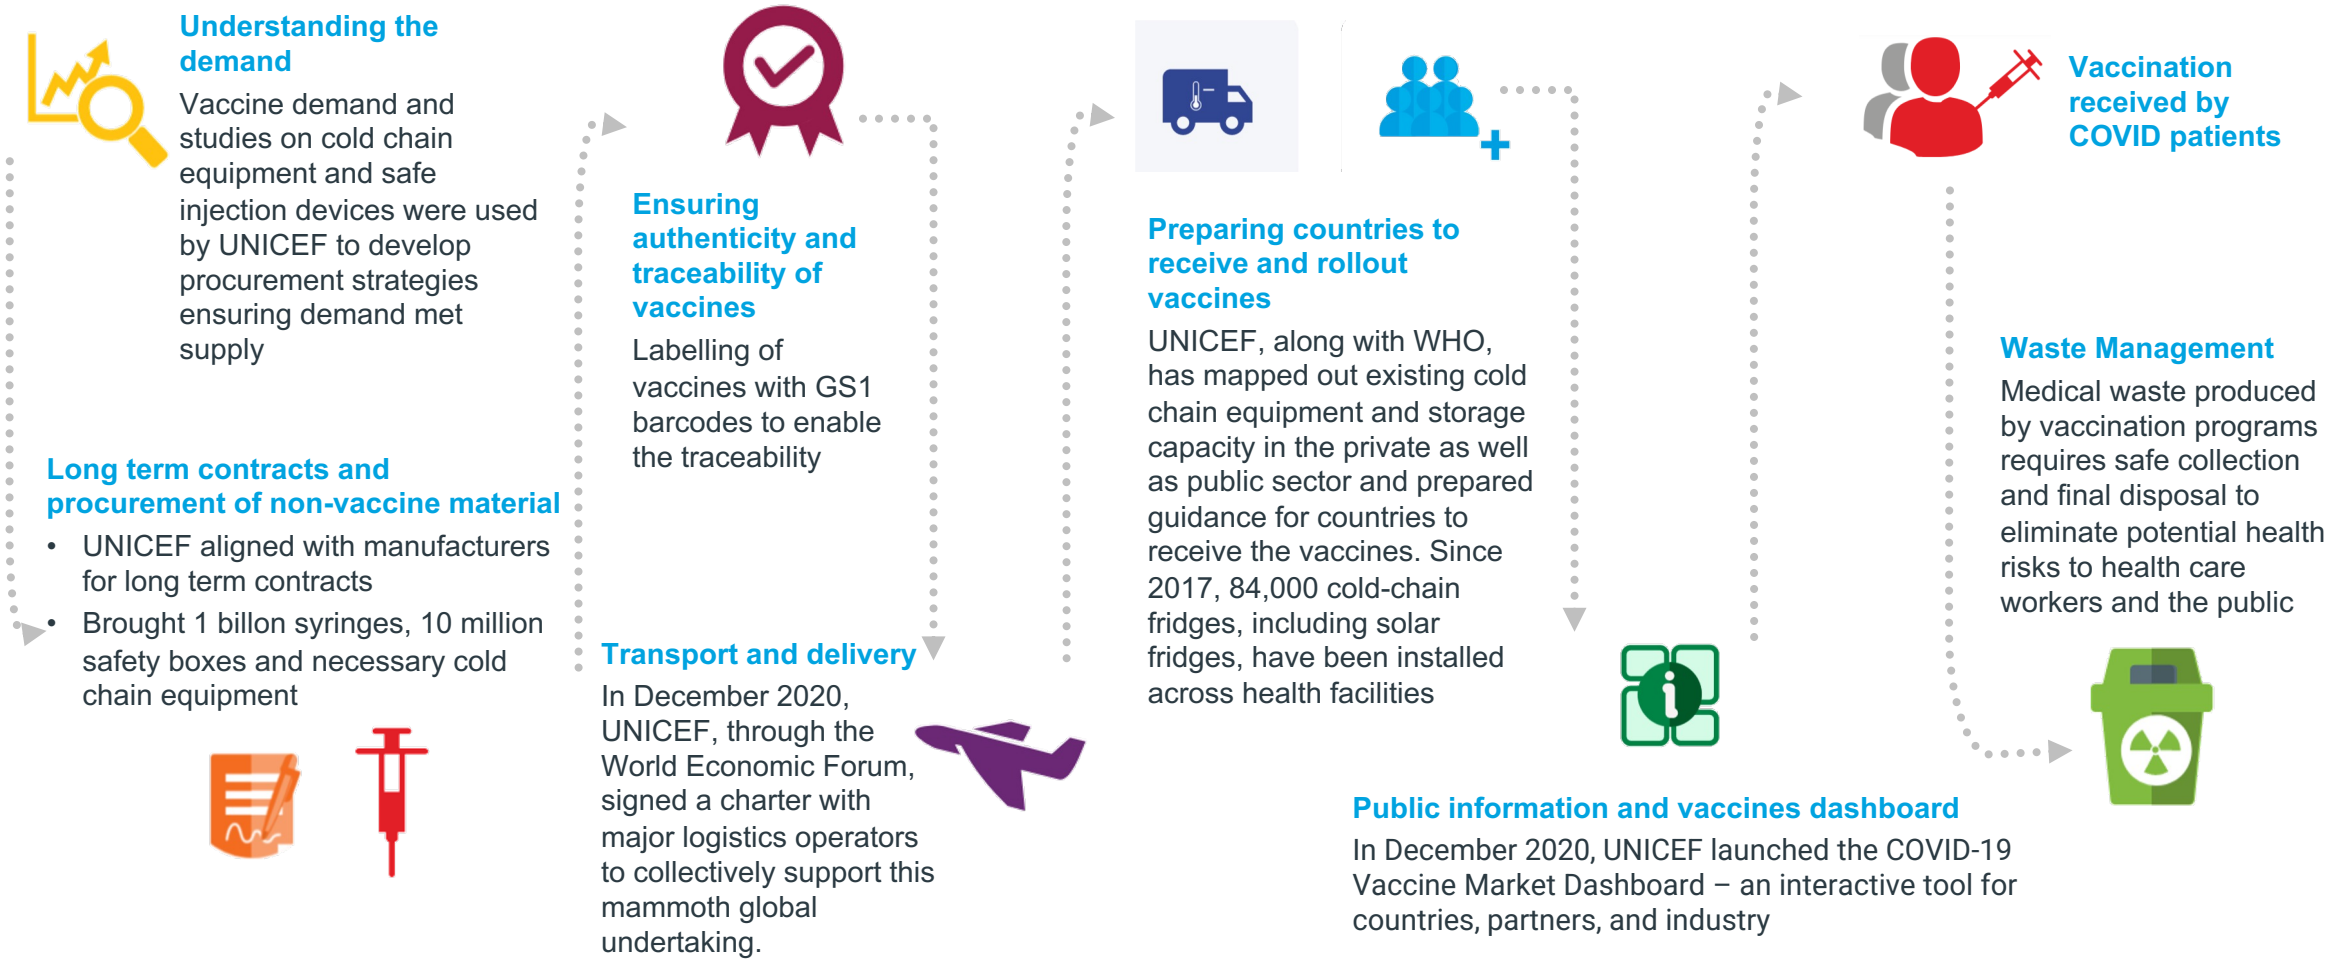 Understanding the
demand
Vaccine demand and
studies on cold chain
equipment and safe
injection devices were used
by UNICEF to develop
procurement strategies
ensuring demand met
supply
Long term contracts and
procurement of non-vaccine material
• UNICEF aligned with manufacturers
for long term contracts
• Brought 1 billon syringes, 10 million
safety boxes and necessary cold
chain equipment
Ensuring
authenticity and
traceability of
vaccines
Labelling of
vaccines with GS1
barcodes to enable
the traceability
Transport and delivery
In December 2020,
UNICEF, through the
World Economic Forum,
signed a charter with
major logistics operators
to collectively support this
mammoth global
undertaking.
Preparing countries to
receive and rollout
vaccines
UNICEF, along with WHO,
has mapped out existing cold
chain equipment and storage
capacity in the private as well
as public sector and prepared
guidance for countries to
receive the vaccines. Since
2017, 84,000 cold-chain
fridges, including solar
fridges, have been installed
across health facilities
Public information and vaccines dashboard
In December 2020, UNICEF launched the COVID-19
Vaccine Market Dashboard – an interactive tool for
countries, partners, and industry
Vaccination
received by
COVID patients
Waste Management
Medical waste produced
by vaccination programs
requires safe collection
and final disposal to
eliminate potential health
risks to health care
workers and the public